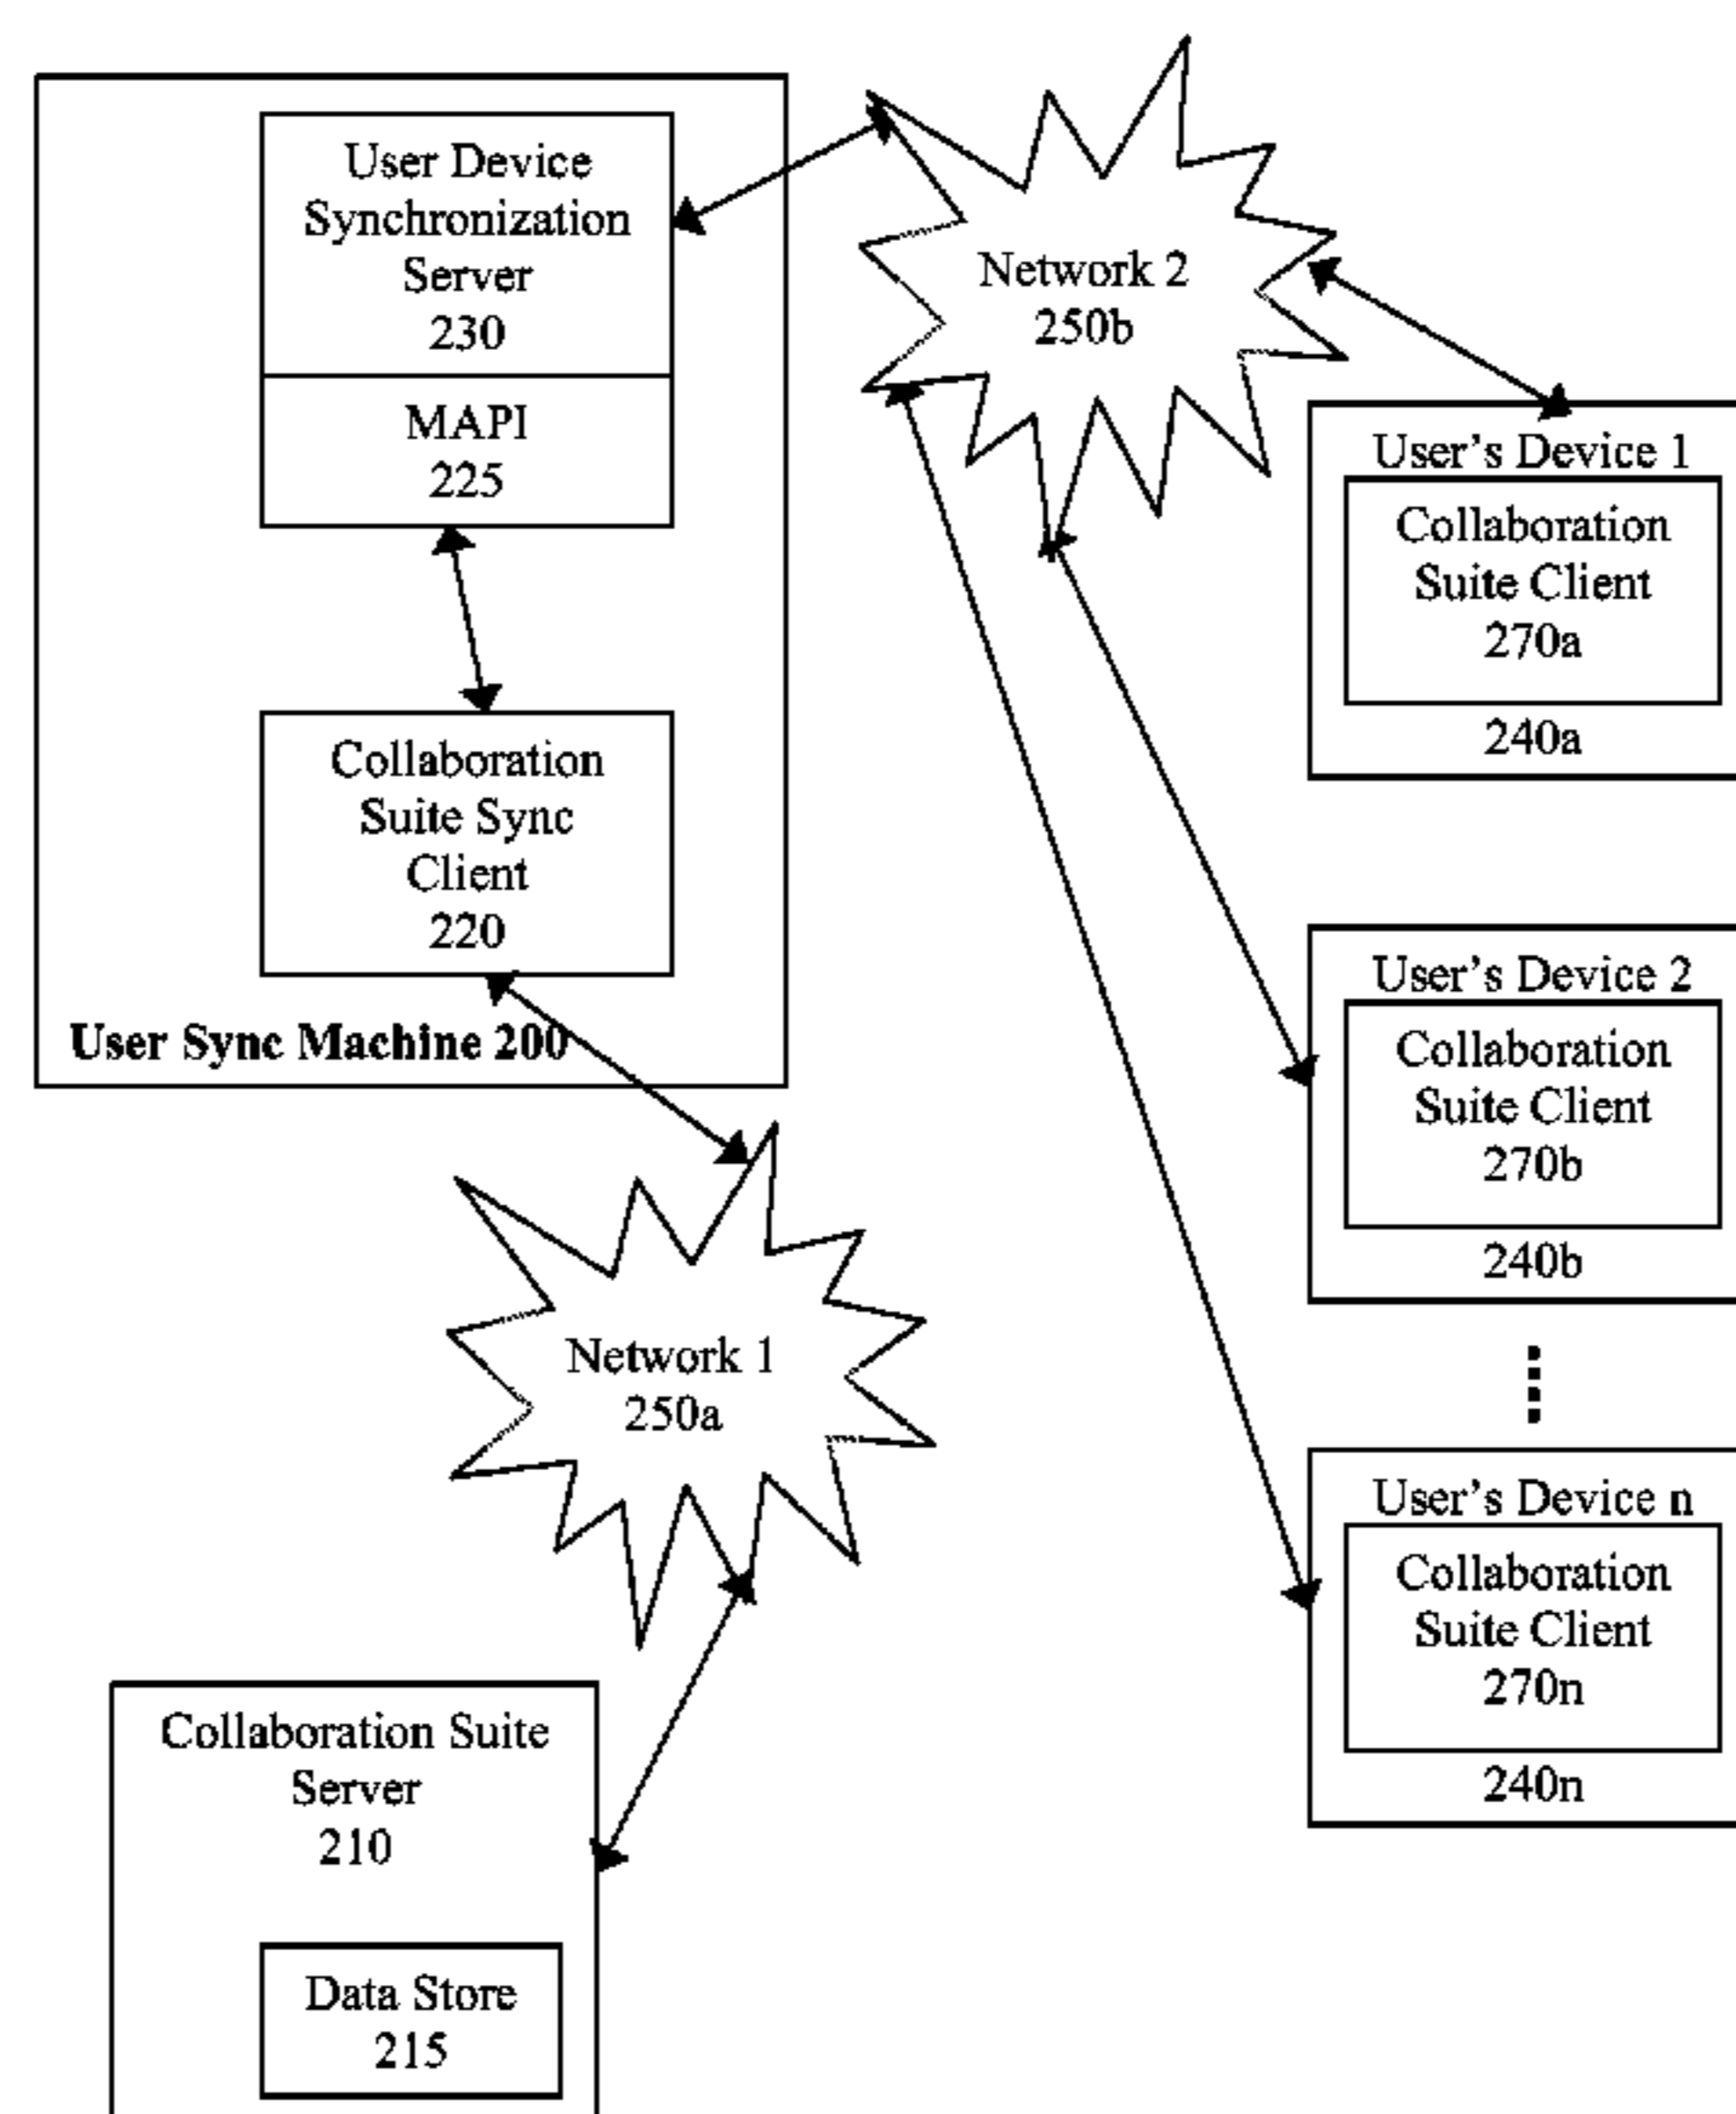 User Device
Synchronization
Server
230
MAPI
225
Collaboration
Suite Sync
Client
220
User Sync Machine 200
Network 2
250b
User's Device 1
Collaboration
Suite Client
270a
240a
User's Device 2
Collaboration
Suite Client
270b
240b
User's Device n
Collaboration
Suite Client
270n
240n
Network 1
250a
Collaboration Suite
Server
210
Data Store
215